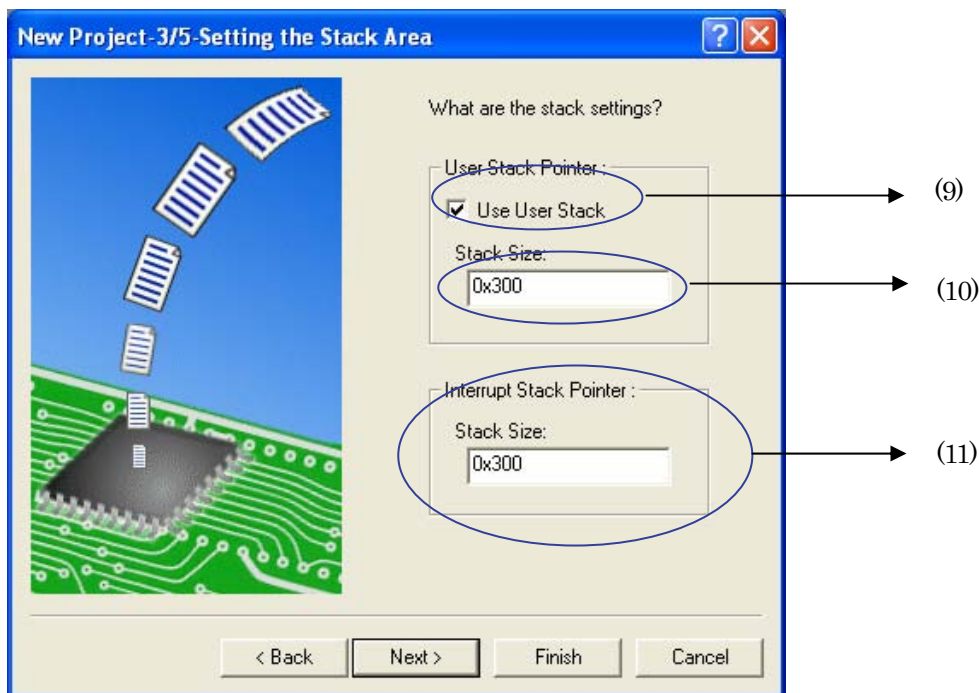 New Project-3/5-Setting the Stack Area
What are the stack settings?
User Stack Pointer :
Use User Stack
(9)
Stack Size:
0x300
(10)
Interrupt Stack Pointer :
Stack Size:
0x300
(11)
< Back
Next >
Finish
Cancel